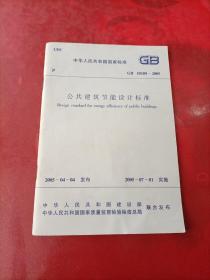 UDC
中华人民共和国国家标准
GB
P
GB 50189-2005
公共建筑节能设计标准
Design standard for energy efficiency of public buildings
2005-04-04 发布
2005-07-01 实施
中华人民共和国建设部
中华人民共和国国家质量监督检验检疫总局
联合发布